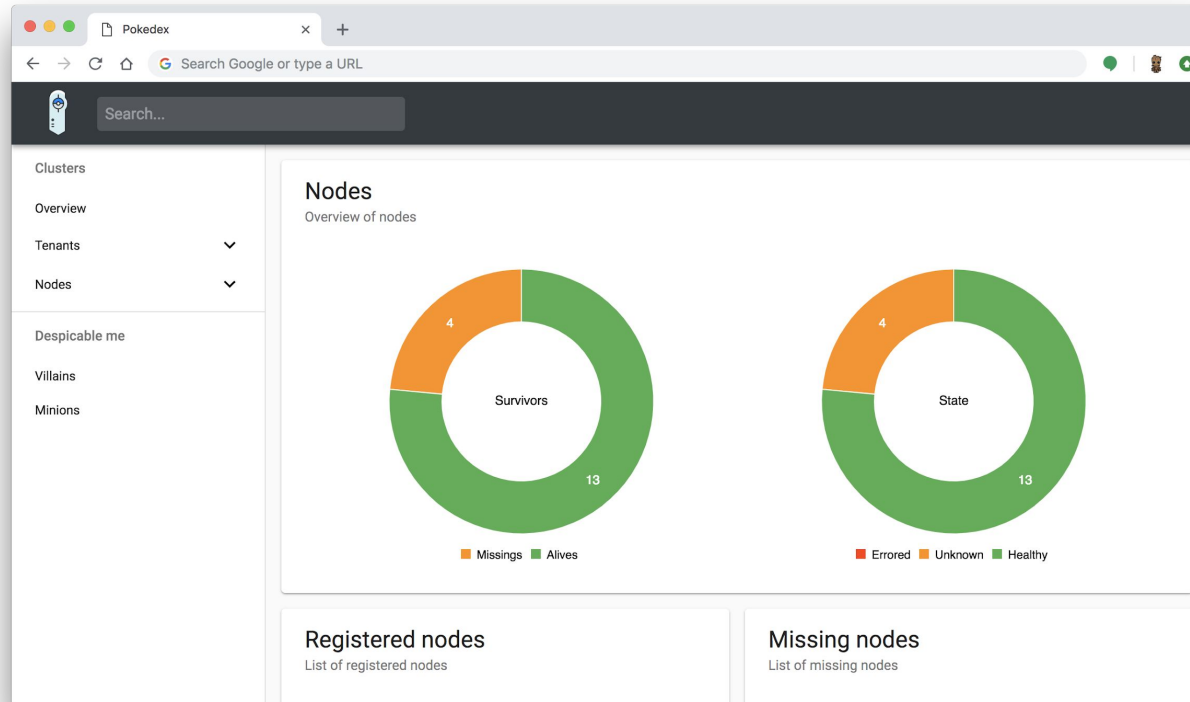 Pokedex
Search Google or type a URL
Search...
Clusters
Overview
Tenants
Nodes
Despicable me
Villains
Minions
Nodes
Overview of nodes
4
Survivors
13
Missings Alives
4
State
13
Errored Unknown Healthy
Registered nodes
List of registered nodes
Missing nodes
List of missing nodes